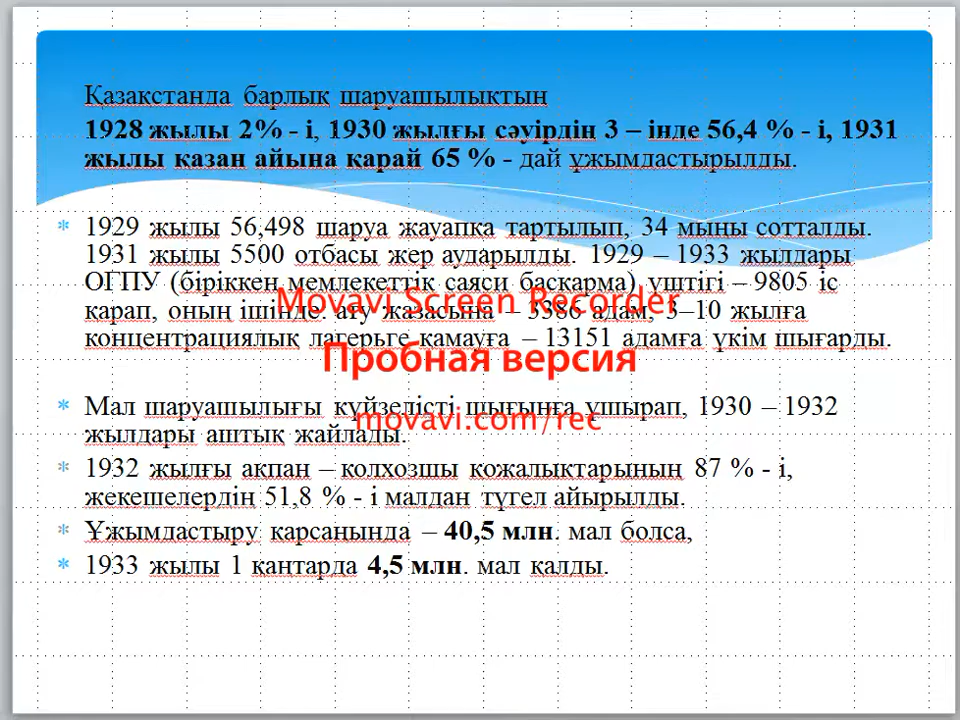 Қазақстанда барлық шаруашылықтың
1928 жылы 2% - і, 1930 жылғы сәуірдің 3 – інде 56,4 % - і, 1931
жылы қазан айына қарай 65 % - дай ұжымдастырылды.
* 1929 жылы 56,498 шаруа жауапқа тартылып, 34 мыңы сотталды.
1931 жылы 5500 отбасы жер аударылды. 1929 – 1933 жылдары
ОГПУ (біріккен мемлекеттік саяси басқарма) үштігі – 9805 іс
Movavi Screen Recorder
қарап, оның ішінде: ату жазасына – 3386 адам, 3–10 жылға
концентрациялық лагерьге қамауға – 13151 адамға үкім шығарды.
Пробная версия
* Мал шаруашылығы күйзелісті шығынға ұшырап, 1930 – 1932
movavi.com/rec
жылдары аштық жайлады.
* 1932 жылғы ақпан – колхозшы қожалықтарының 87 % - і,
жекешелердің 51,8 % - і малдан түгел айырылды.
* Ұжымдастыру қарсаңында – 40,5 млн. мал болса,
* 1933 жылы 1 қаңтарда 4,5 млн. мал қалды.